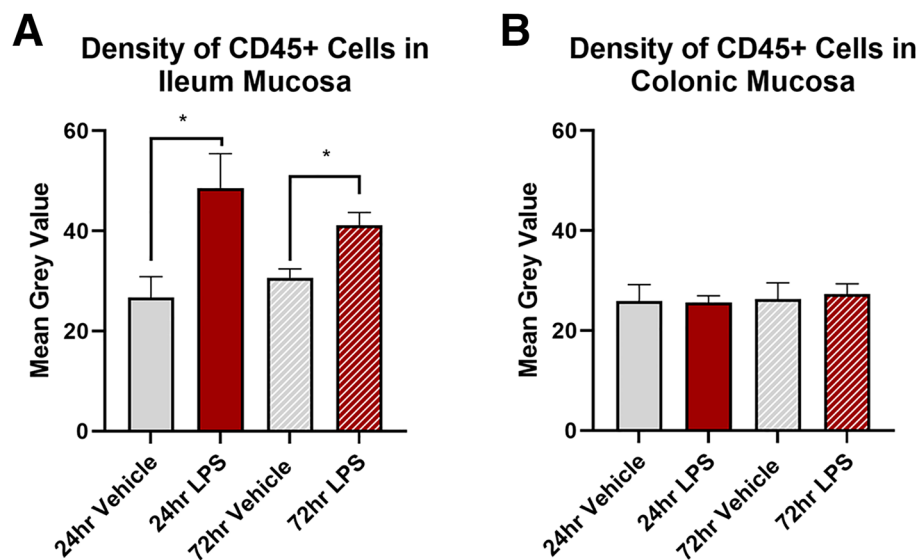 A
Density of CD45+ Cells in
Ileum Mucosa
Mean Grey Value
60
40
20
0
*
*
24hr Vehicle
24hr LPS
72hr Vehicle
72hr LPS
B
Density of CD45+ Cells in
Colonic Mucosa
Mean Grey Value
60
40
20
0
24hr Vehicle
24hr LPS
72hr Vehicle
72hr LPS